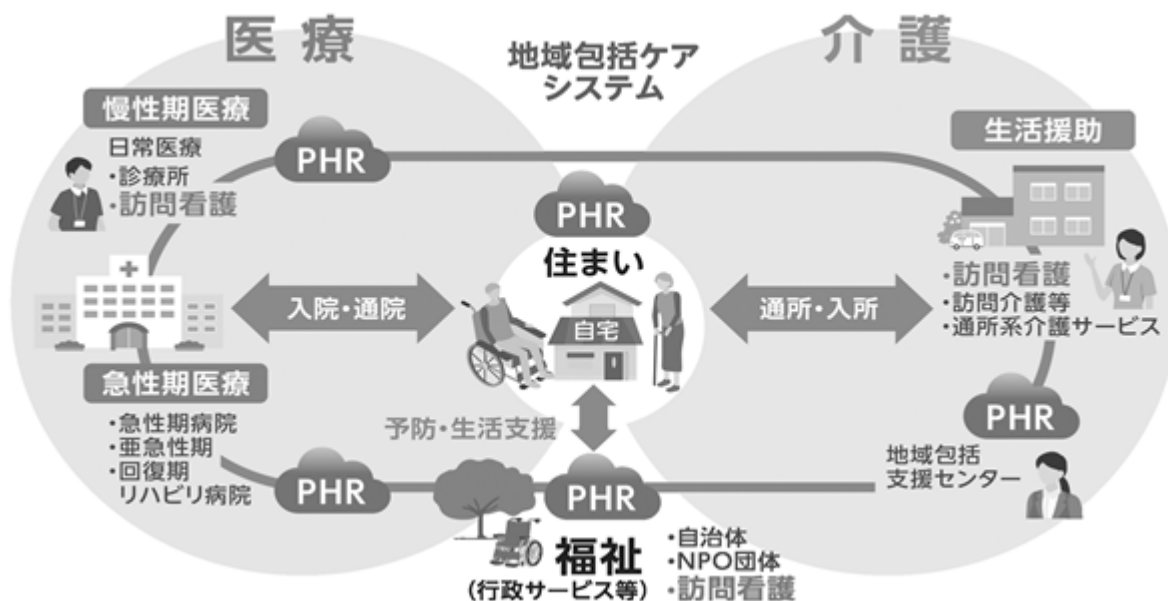 医療
介護
地域包括ケア
システム
慢性期医療
日常医療
・診療所
・訪問看護
PHR
PHR
住まい
自宅
生活援助
・訪問看護
・訪問介護等
・通所系介護サービス
入院・通院
通所・入所
急性期医療
・急性期病院
・亜急性期
・回復期
リハビリ病院
予防・生活支援
PHR
PHR
PHR
地域包括
支援センター
福祉
(行政サービス等)
・自治体
・NPO団体
・訪問看護